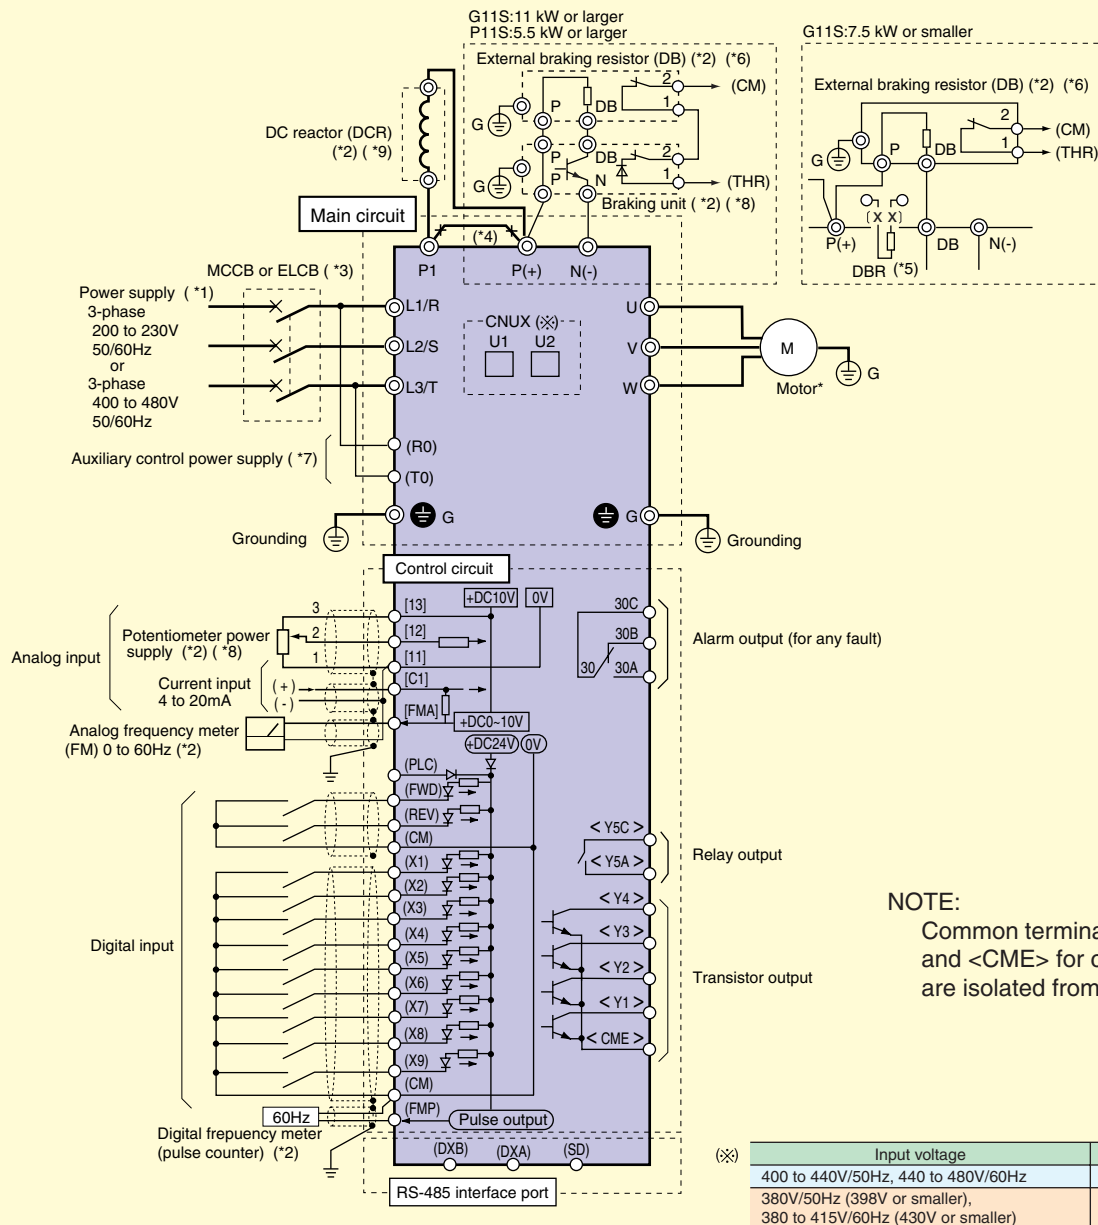 G11S:11 kW or larger
P11S:5.5 kW or larger
G11S:7.5 kW or smaller
External braking resistor (DB) (*2) (*6)
2
(CM)
1
P
DB
G
P
DB
2
P
N
1
(THR)
G
Braking unit ( *2) ( *8)
External braking resistor (DB) (*2) (*6)
2
(CM)
1
(THR)
P
DB
G
( X X )
P(+)
DB
N(-)
DBR (*5)
DC reactor (DCR)
(*2) ( *9)
Main circuit
(*4)
P1
P(+)
N(-)
MCCB or ELCB ( *3)
Power supply ( *1)
3-phase
200 to 230V
50/60Hz
or
3-phase
400 to 480V
50/60Hz
L1/R
L2/S
L3/T
CNUX (※)
U1
U2
U
V
W
M
Motor*
G
Auxiliary control power supply ( *7)
(R0)
(T0)
G
G
Grounding
Grounding
Control circuit
Analog input
3
2
1
Potentiometer power
supply (*2) ( *8)
Current input
4 to 20mA
(+)
(-)
Analog frequency meter
(FM) 0 to 60Hz (*2)
[13]
[12]
[11]
[C1]
[FMA]
+DC10V
0V
+DC0~10V
+DC24V
0V
30C
30B
30
30A
Alarm output (for any fault)
(PLC)
(FWD)
(REV)
(CM)
(X1)
(X2)
(X3)
(X4)
(X5)
(X6)
(X7)
(X8)
(X9)
(CM)
(FMP)
Digital input
< Y5C >
< Y5A >
Relay output
< Y4 >
< Y3 >
< Y2 >
< Y1 >
< CME >
Transistor output
NOTE:
Common termina
and <CME> for c
are isolated from
60Hz
Pulse output
Digital frepuency meter
(pulse counter) (*2)
(DXB)
(DXA)
(SD)
RS-485 interface port
(※)
Input voltage
400 to 440V/50Hz, 440 to 480V/60Hz
380V/50Hz (398V or smaller),
380 to 415V/60Hz (430V or smaller)